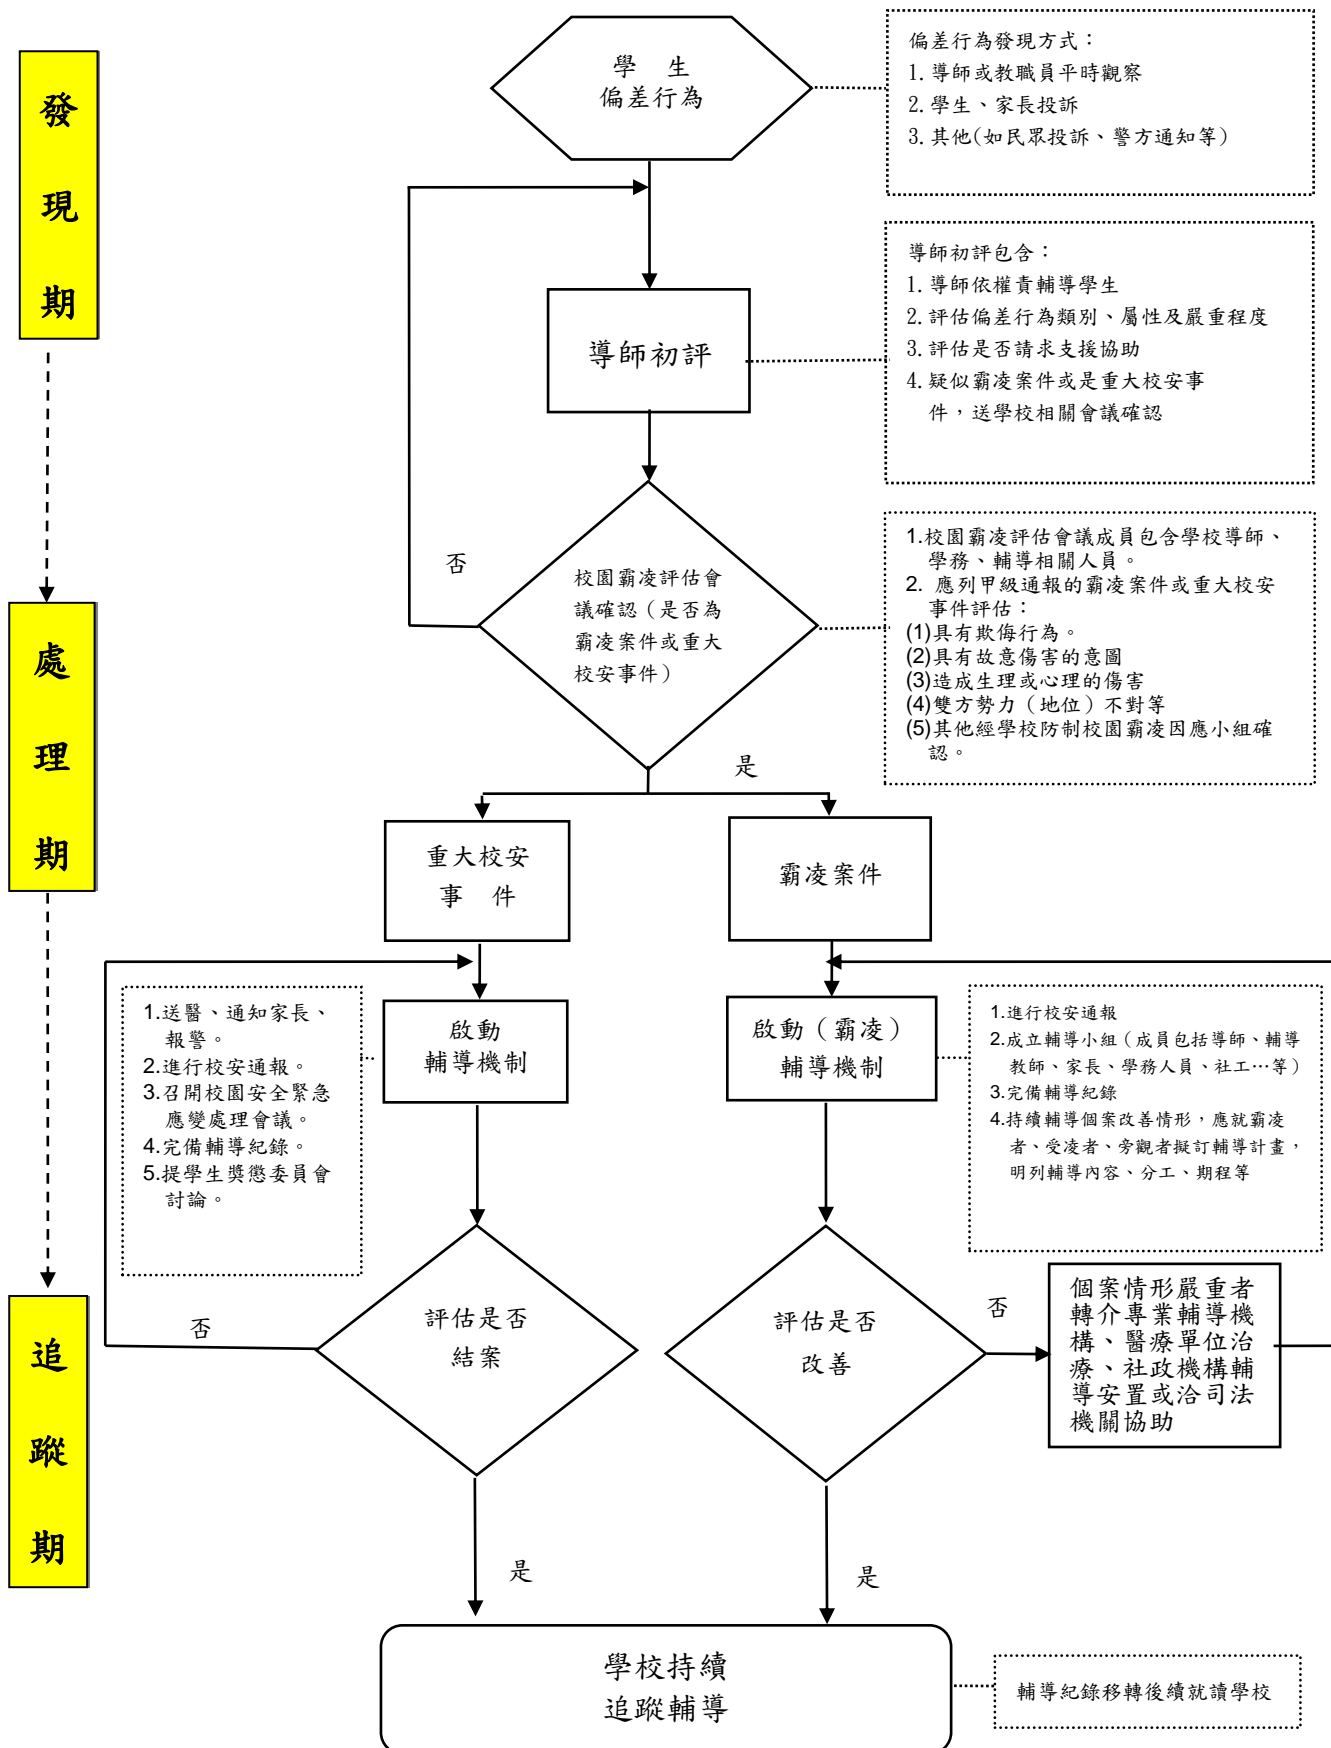 發
現
期
學 生
偏差行為
偏差行為發現方式：
1. 導師或教職員平時觀察
2. 學生、家長投訴
3. 其他(如民眾投訴、警方通知等)
導師初評
導師初評包含：
1. 導師依權責輔導學生
2. 評估偏差行為類別、屬性及嚴重程度
3. 評估是否請求支援協助
4. 疑似霸凌案件或是重大校安事
件，送學校相關會議確認
處
理
期
否
校園霸凌評估會
議確認（是否為
霸凌案件或重大
校安事件）
1.校園霸凌評估會議成員包含學校導師、
學務、輔導相關人員。
2. 應列甲級通報的霸凌案件或重大校安
事件評估：
(1)具有欺侮行為。
(2)具有故意傷害的意圖
(3)造成生理或心理的傷害
(4)雙方勢力（地位）不對等
(5)其他經學校防制校園霸凌因應小組確
認。
是
重大校安
事 件
霸凌案件
1.送醫、通知家長、
報警。
2.進行校安通報。
3.召開校園安全緊急
應變處理會議。
4.完備輔導紀錄。
5.提學生獎懲委員會
討論。
啟動
輔導機制
啟動（霸凌）
輔導機制
1.進行校安通報
2.成立輔導小組（成員包括導師、輔導
教師、家長、學務人員、社工…等）
3.完備輔導紀錄
4.持續輔導個案改善情形，應就霸凌
者、受凌者、旁觀者擬訂輔導計畫，
明列輔導內容、分工、期程等
追
蹤
期
否
評估是否
結案
評估是否
改善
否
個案情形嚴重者
轉介專業輔導機
構、醫療單位治
療、社政機構輔
導安置或洽司法
機關協助
是
是
學校持續
追蹤輔導
輔導紀錄移轉後續就讀學校